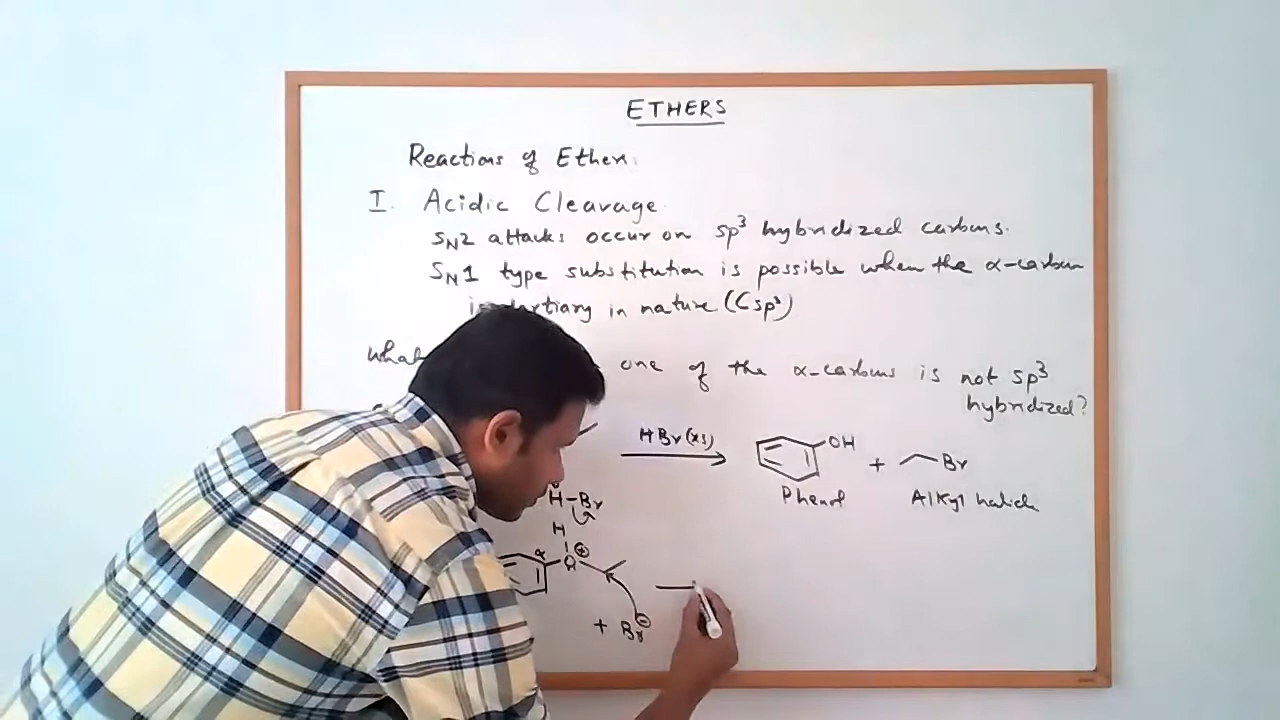 ETHERS
Reactions of Ethers:
I. Acidic Cleavage.
SN2 attacks occur on sp3 hybridized carbons.
SN1 type substitution is possible when the α-carbon
is tertiary in nature (Csp3)
What one of the α-carbons is not sp3
hybridized?
HBr(xs)
OH
+
Br
Phenol
Alkyl halide
H-Br
H
α
O
+
+ Br